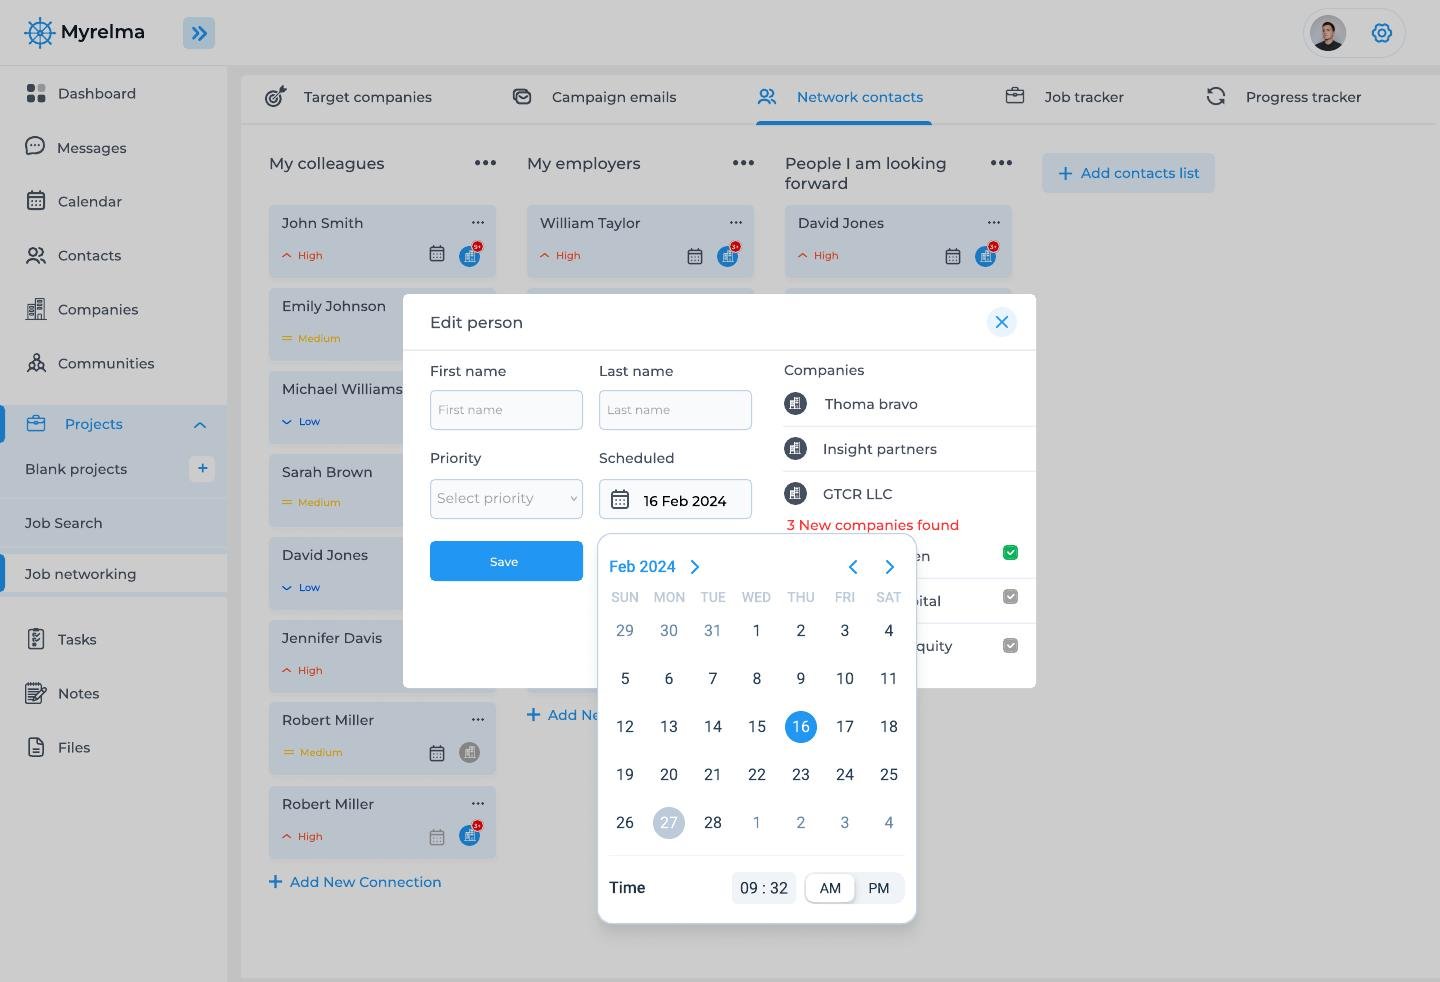 Myrelma
Dashboard
Messages
Calendar
Contacts
Companies
Communities
Projects
Blank projects
Job Search
Job networking
Tasks
Notes
Files
Target companies
Campaign emails
Network contacts
Job tracker
Progress tracker
My colleagues
John Smith
High
9+
Emily Johnson
Medium
Michael Williams
Low
Sarah Brown
Medium
David Jones
Low
Jennifer Davis
High
Robert Miller
Medium
Robert Miller
High
3+
+ Add New Connection
My employers
William Taylor
High
3+
+ Add Ne
People I am looking
forward
David Jones
High
3+
+ Add contacts list
Edit person
First name
First name
Last name
Last name
Priority
Select priority
Scheduled
16 Feb 2024
Save
Companies
Thoma bravo
Insight partners
GTCR LLC
3 New companies found
en
ital
quity
Feb 2024
SUN MON TUE WED THU FRI SAT
29 30 31 1 2 3 4
5 6 7 8 9 10 11
12 13 14 15 16 17 18
19 20 21 22 23 24 25
26 27 28 1 2 3 4
Time 09 : 32 AM PM